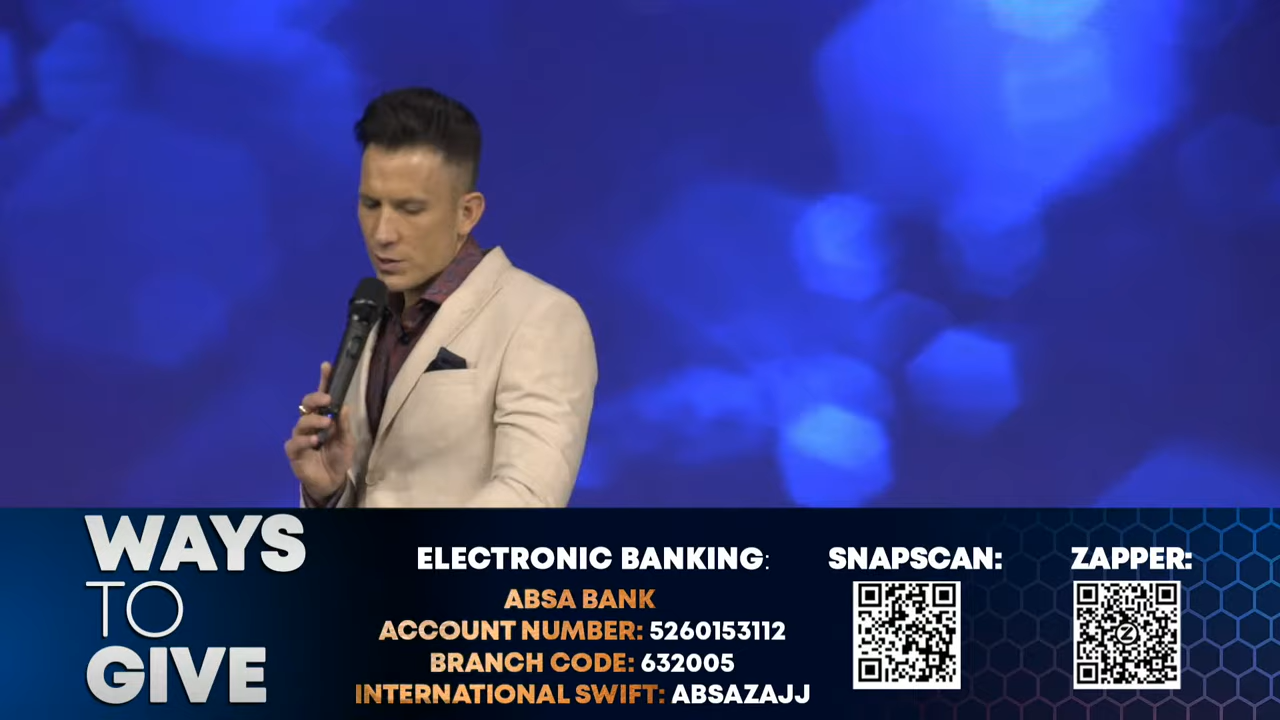 WAYS
TO
GIVE
ELECTRONIC BANKING:
ABSA BANK
ACCOUNT NUMBER: 5260153112
BRANCH CODE: 632005
INTERNATIONAL SWIFT: ABSAZAJJ
SNAPSCAN:
ZAPPER: